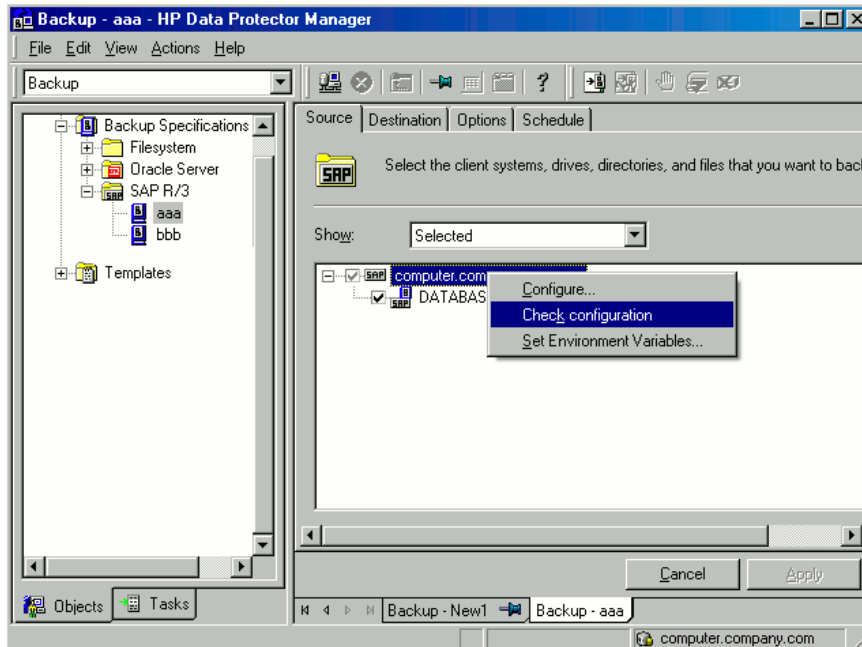 Backup - aaa - HP Data Protector Manager
File Edit View Actions Help
Backup
Backup Specifications
Filesystem
Oracle Server
SAP R/3
aaa
bbb
Templates
Objects Tasks
Source Destination Options Schedule
SAP Select the client systems, drives, directories, and files that you want to bac
Show: Selected
SAP computer.com
SAP DATABAS
Configure...
Check configuration
Set Environment Variables...
Cancel Apply
Backup - New1 Backup - aaa
computer.company.com